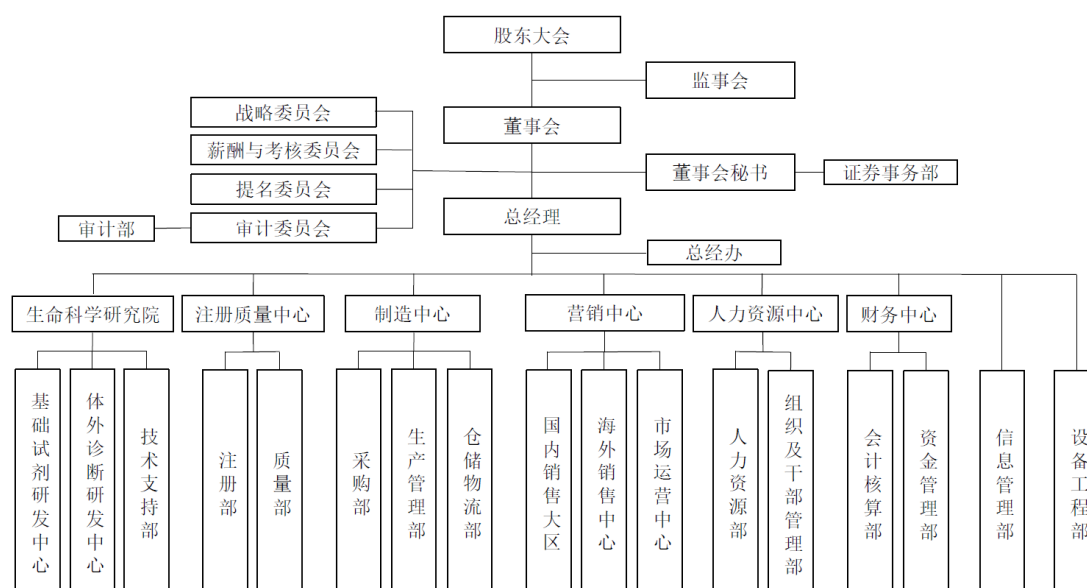 股东大会
监事会
战略委员会
董事会
薪酬与考核委员会
董事会秘书
证券事务部
提名委员会
总经理
审计部
审计委员会
总经办
生命科学研究院
注册质量中心
制造中心
营销中心
人力资源中心
财务中心
基础试剂研发中心
体外诊断研发中心
技术支持部
注册部
质量部
采购部
生产管理部
仓储物流部
国内销售大区
海外销售中心
市场运营中心
人力资源部
组织及干部管理部
会计核算部
资金管理部
信息管理部
设备工程部